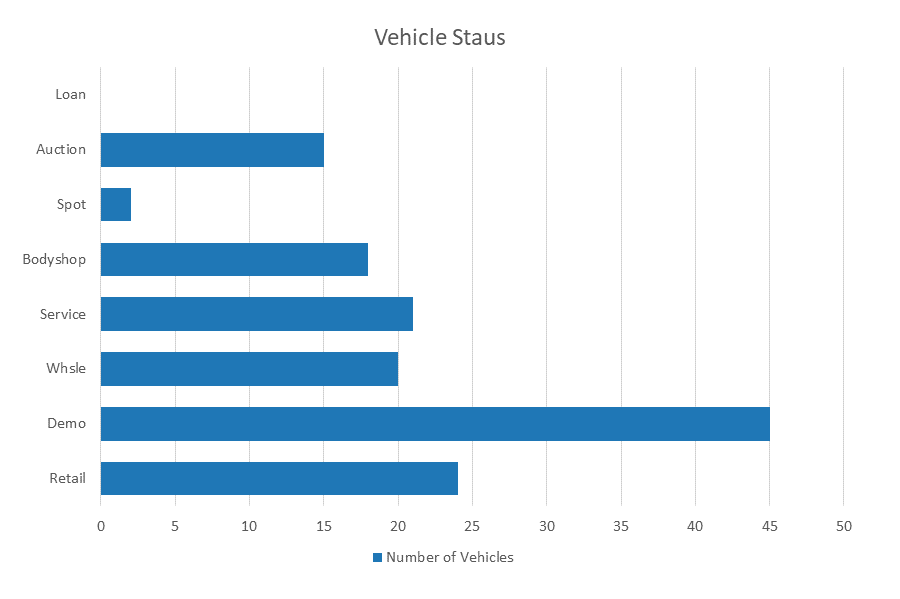 Vehicle Staus
Loan
Auction
Spot
Bodyshop
Service
Whsle
Demo
Retail
0 5 10 15 20 25 30 35 40 45 50
Number of Vehicles